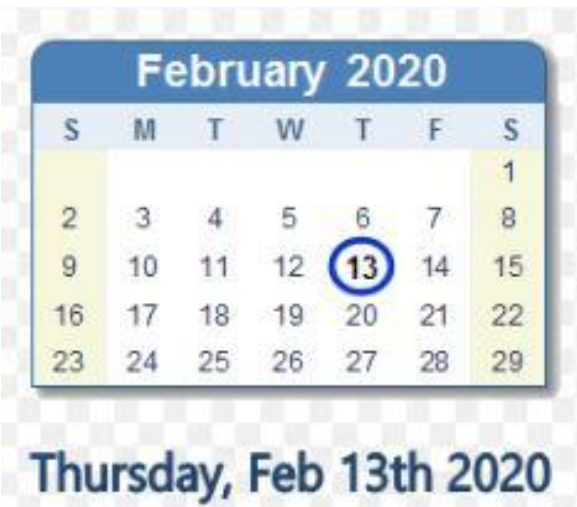 February 2020
S M T W T F S
1
2 3 4 5 6 7 8
9 10 11 12 13 14 15
16 17 18 19 20 21 22
23 24 25 26 27 28 29
Thursday, Feb 13th 2020